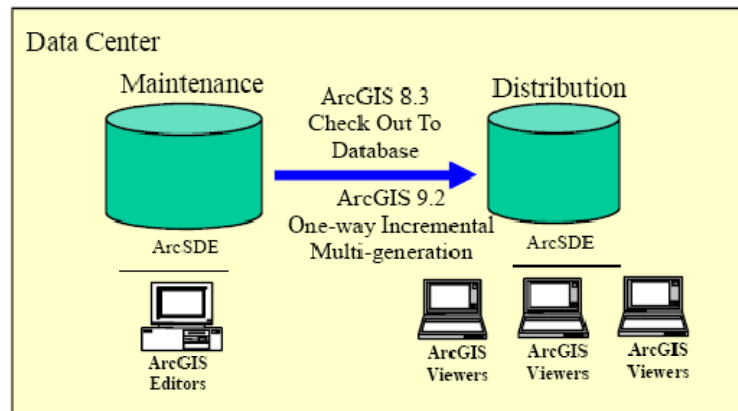 Data Center
Maintenance
ArcGIS 8.3
Check Out To
Database
Distribution
ArcGIS 9.2
One-way Incremental
Multi-generation
ArcSDE
ArcSDE
ArcGIS
Editors
ArcGIS
Viewers
ArcGIS
Viewers
ArcGIS
Viewers